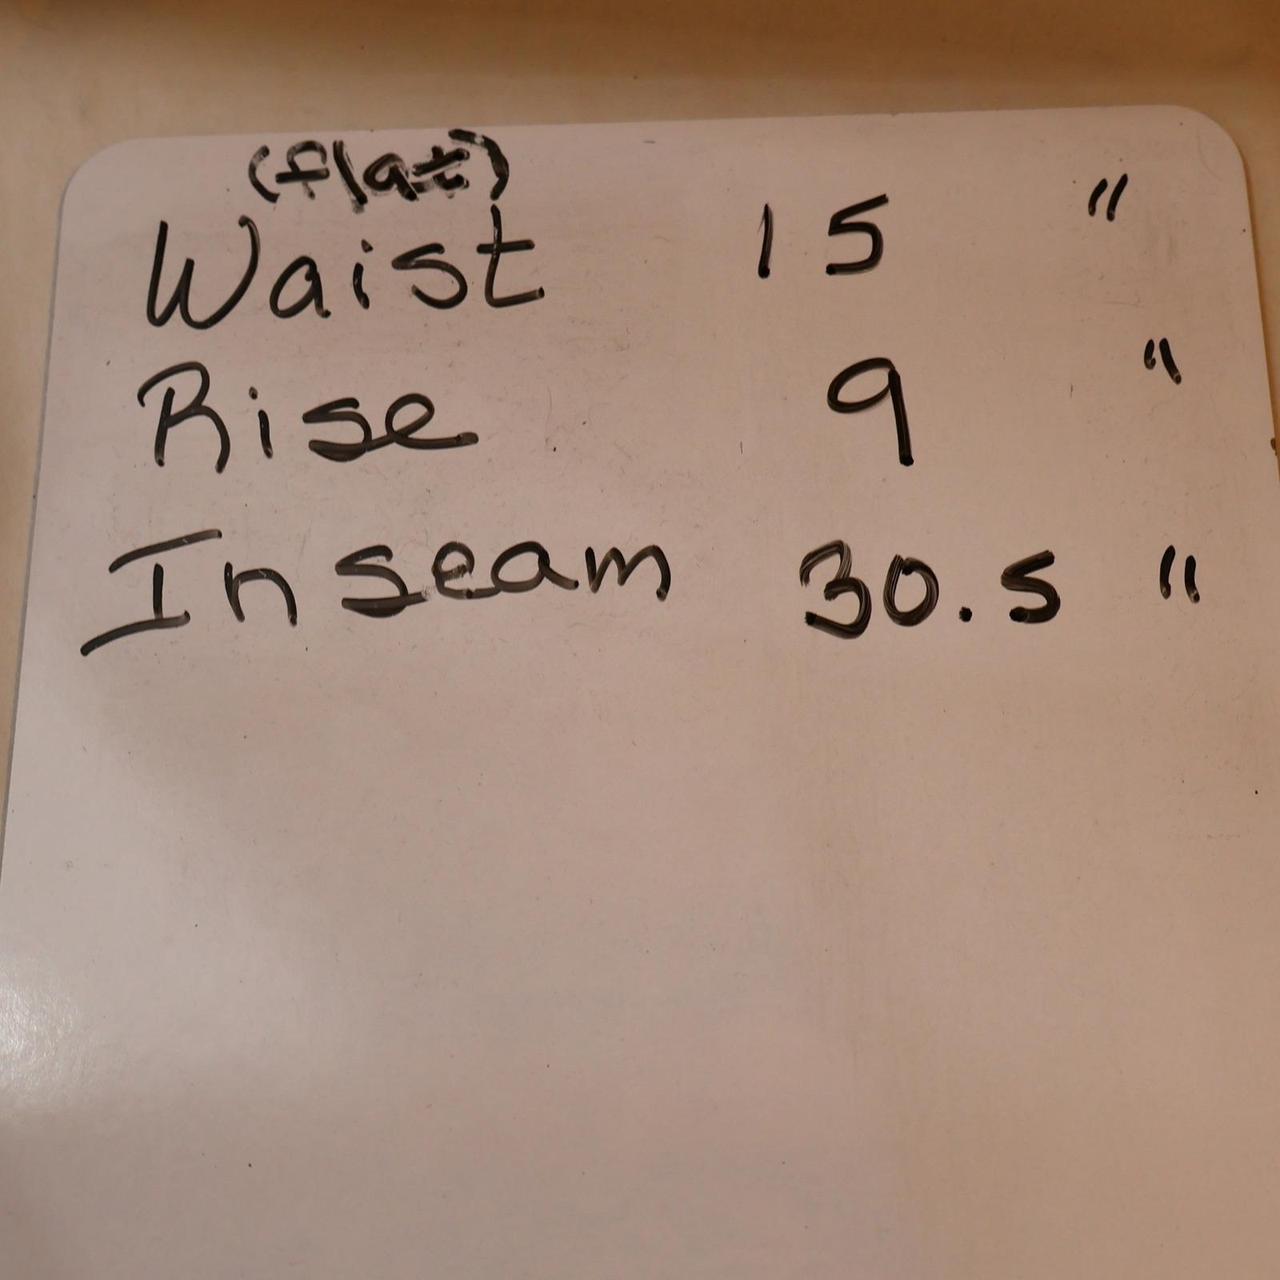 (flat)
Waist 15 "
Rise 9 "
Inseam 30.5 "